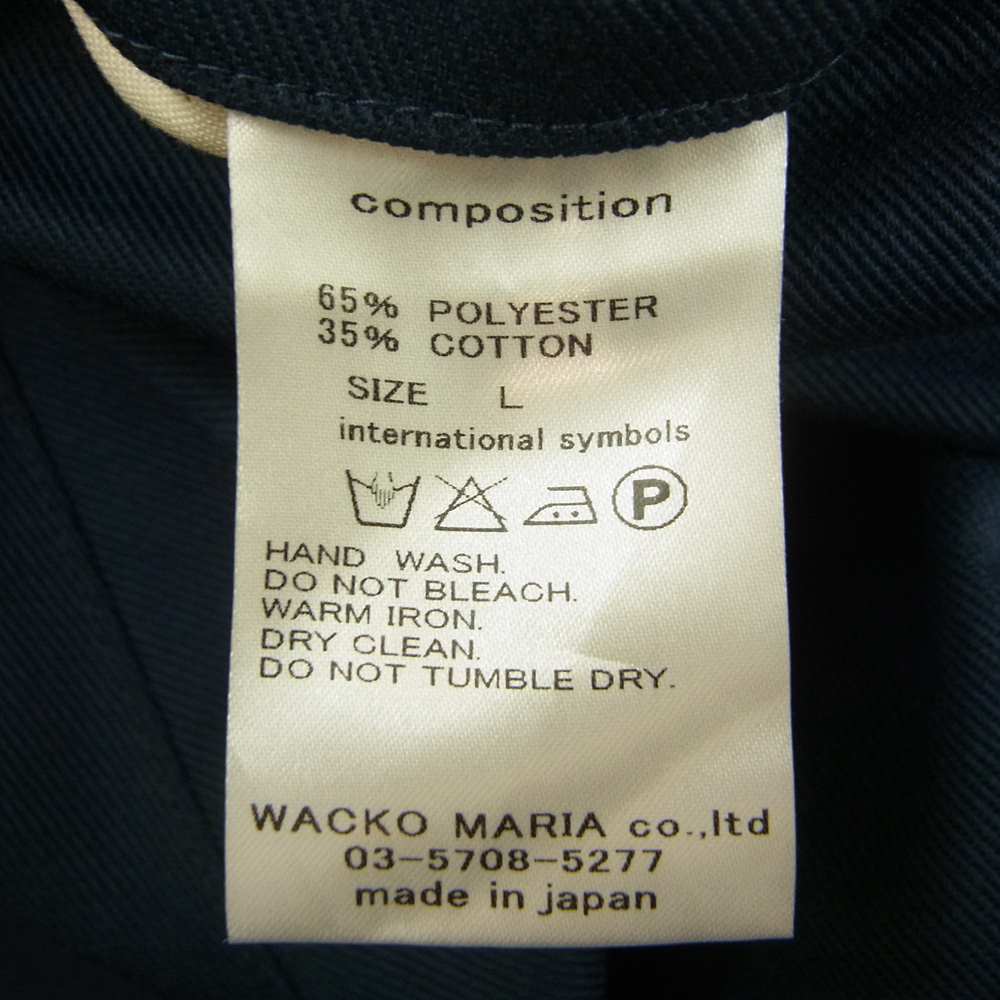 composition
65% POLYESTER
35% COTTON
SIZE L
international symbols
P
HAND WASH.
DO NOT BLEACH.
WARM IRON.
DRY CLEAN.
DO NOT TUMBLE DRY.
WACKO MARIA co.,ltd
03-5708-5277
made in japan